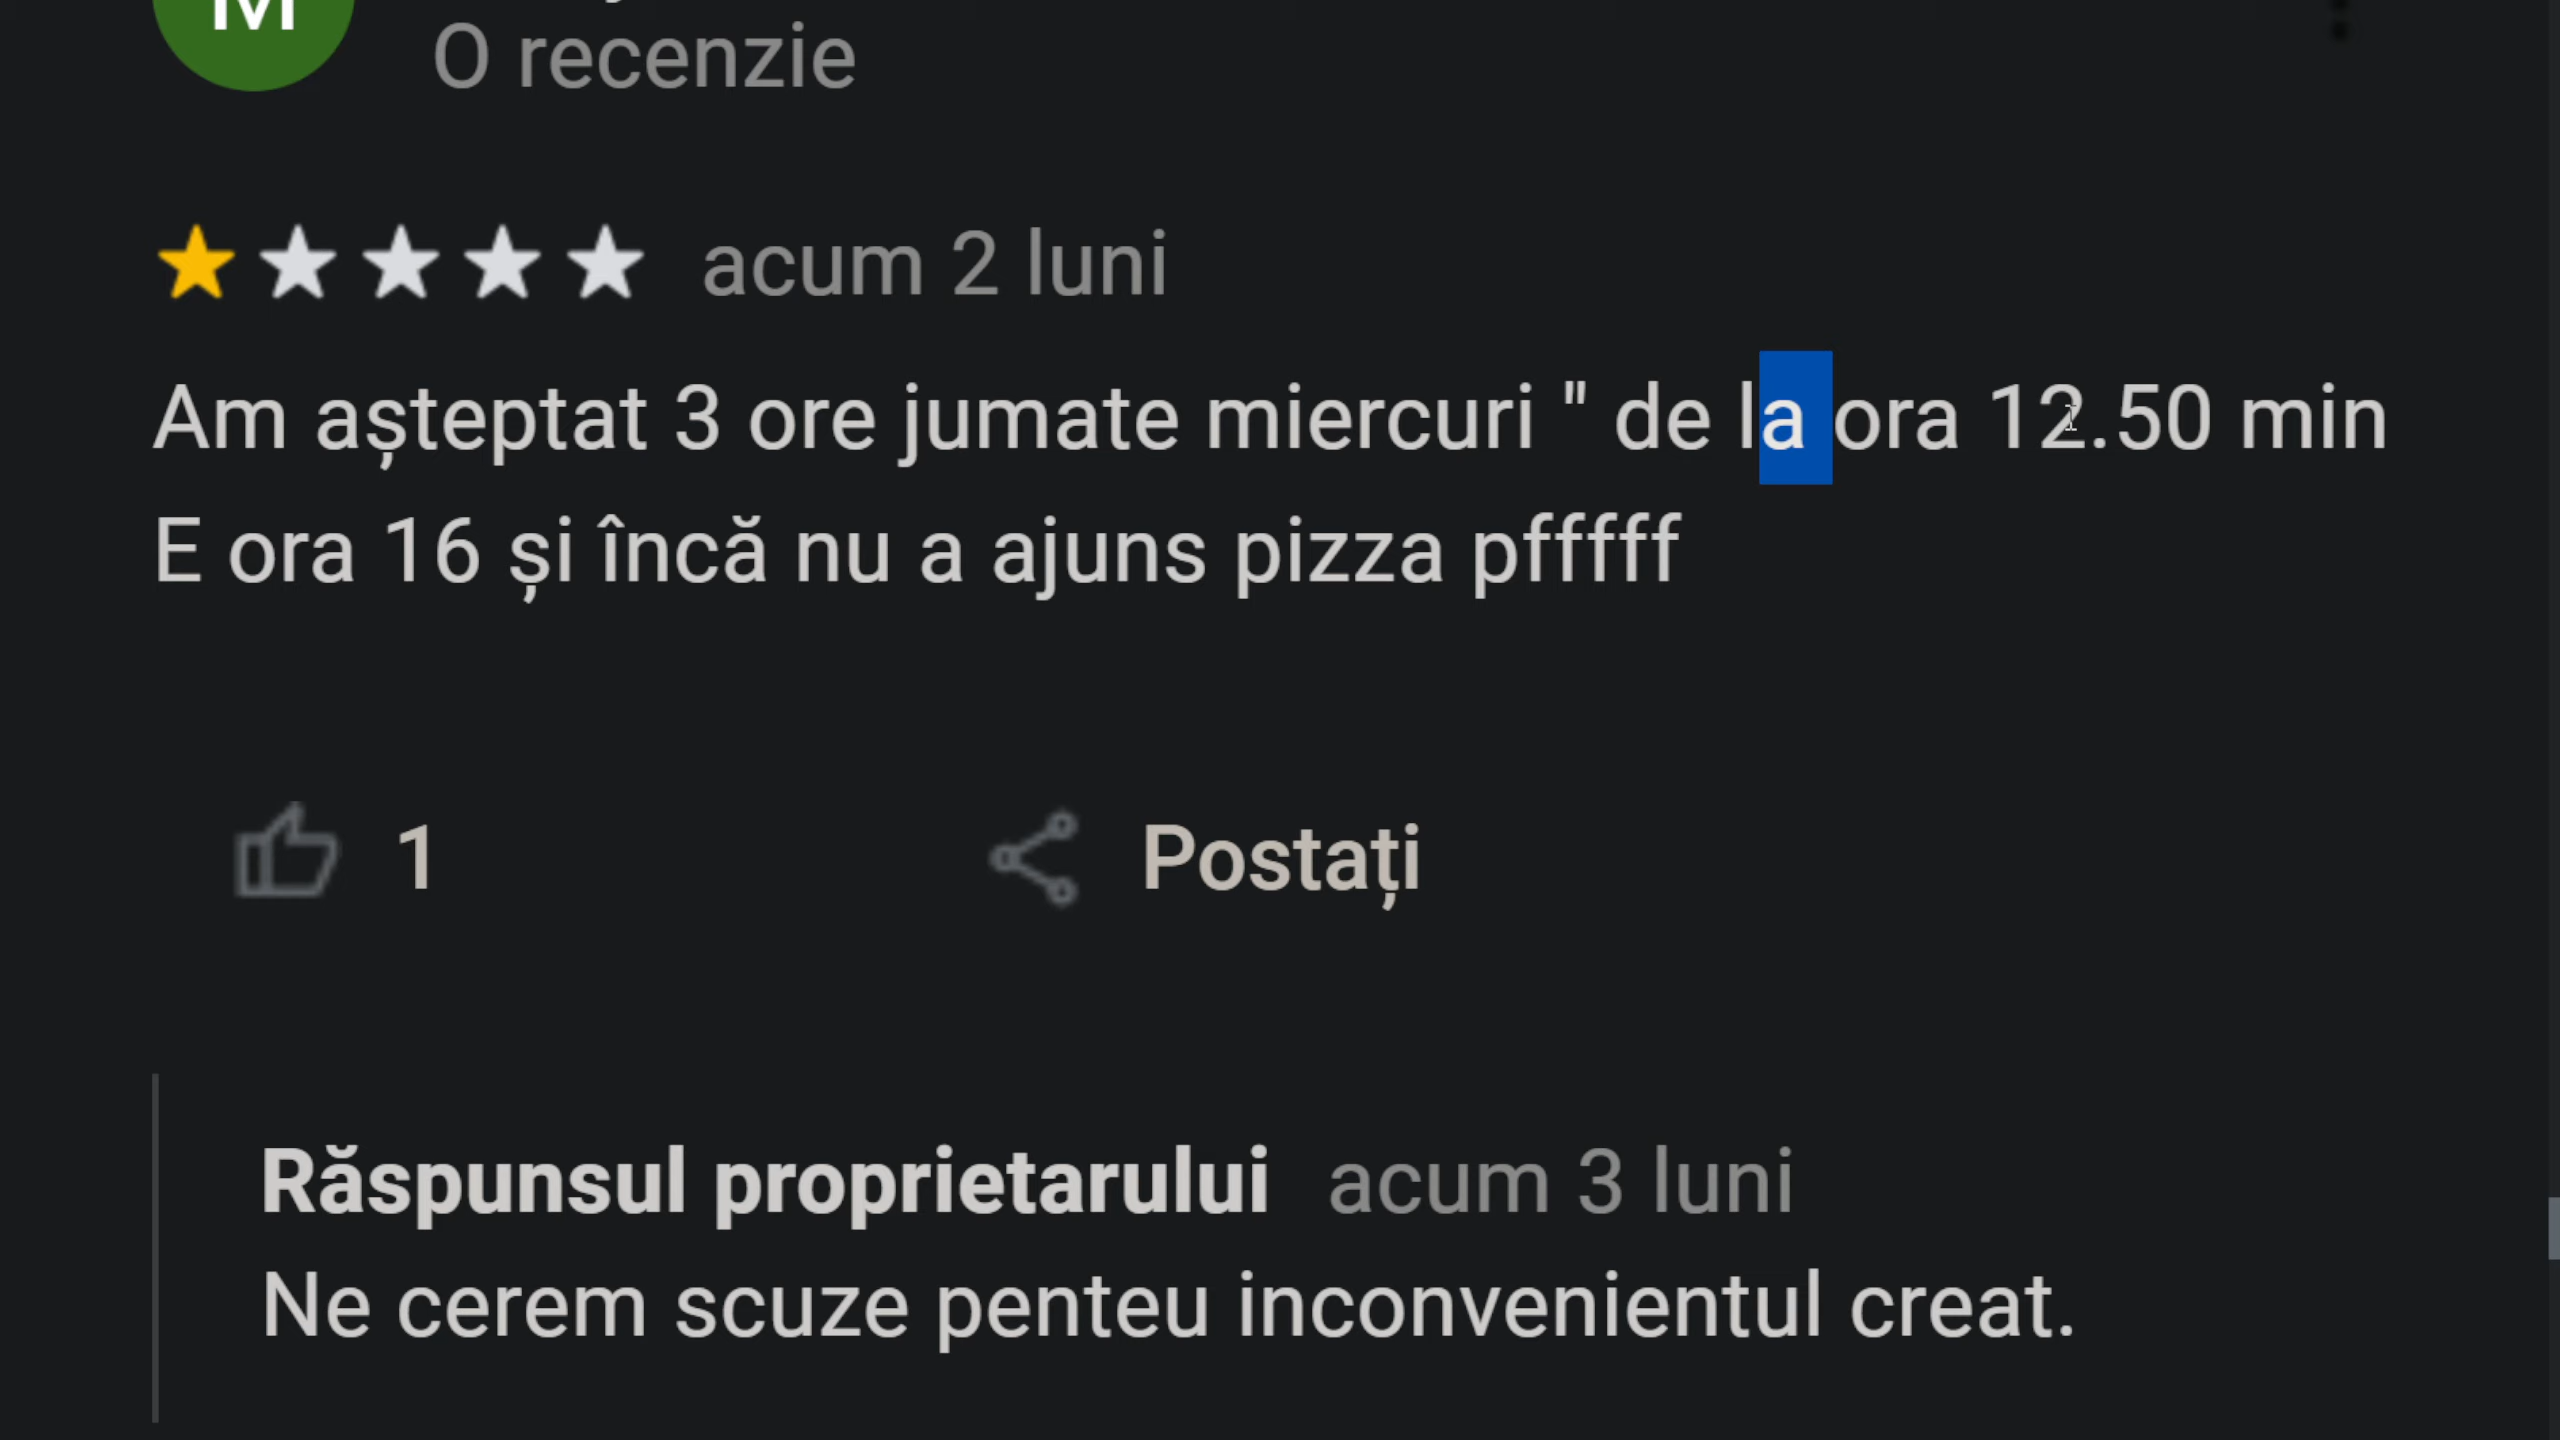 M
O recenzie
acum 2 luni
Am așteptat 3 ore jumate miercuri " de la ora 12.50 min
E ora 16 și încă nu a ajuns pizza pfffff
1
Postați
Răspunsul proprietarului acum 3 luni
Ne cerem scuze penteu inconvenientul creat.